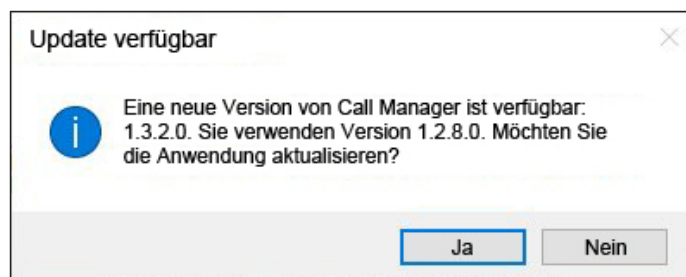 Update verfügbar
Eine neue Version von Call Manager ist verfügbar:
1.3.2.0. Sie verwenden Version 1.2.8.0. Möchten Sie
die Anwendung aktualisieren?
Ja
Nein